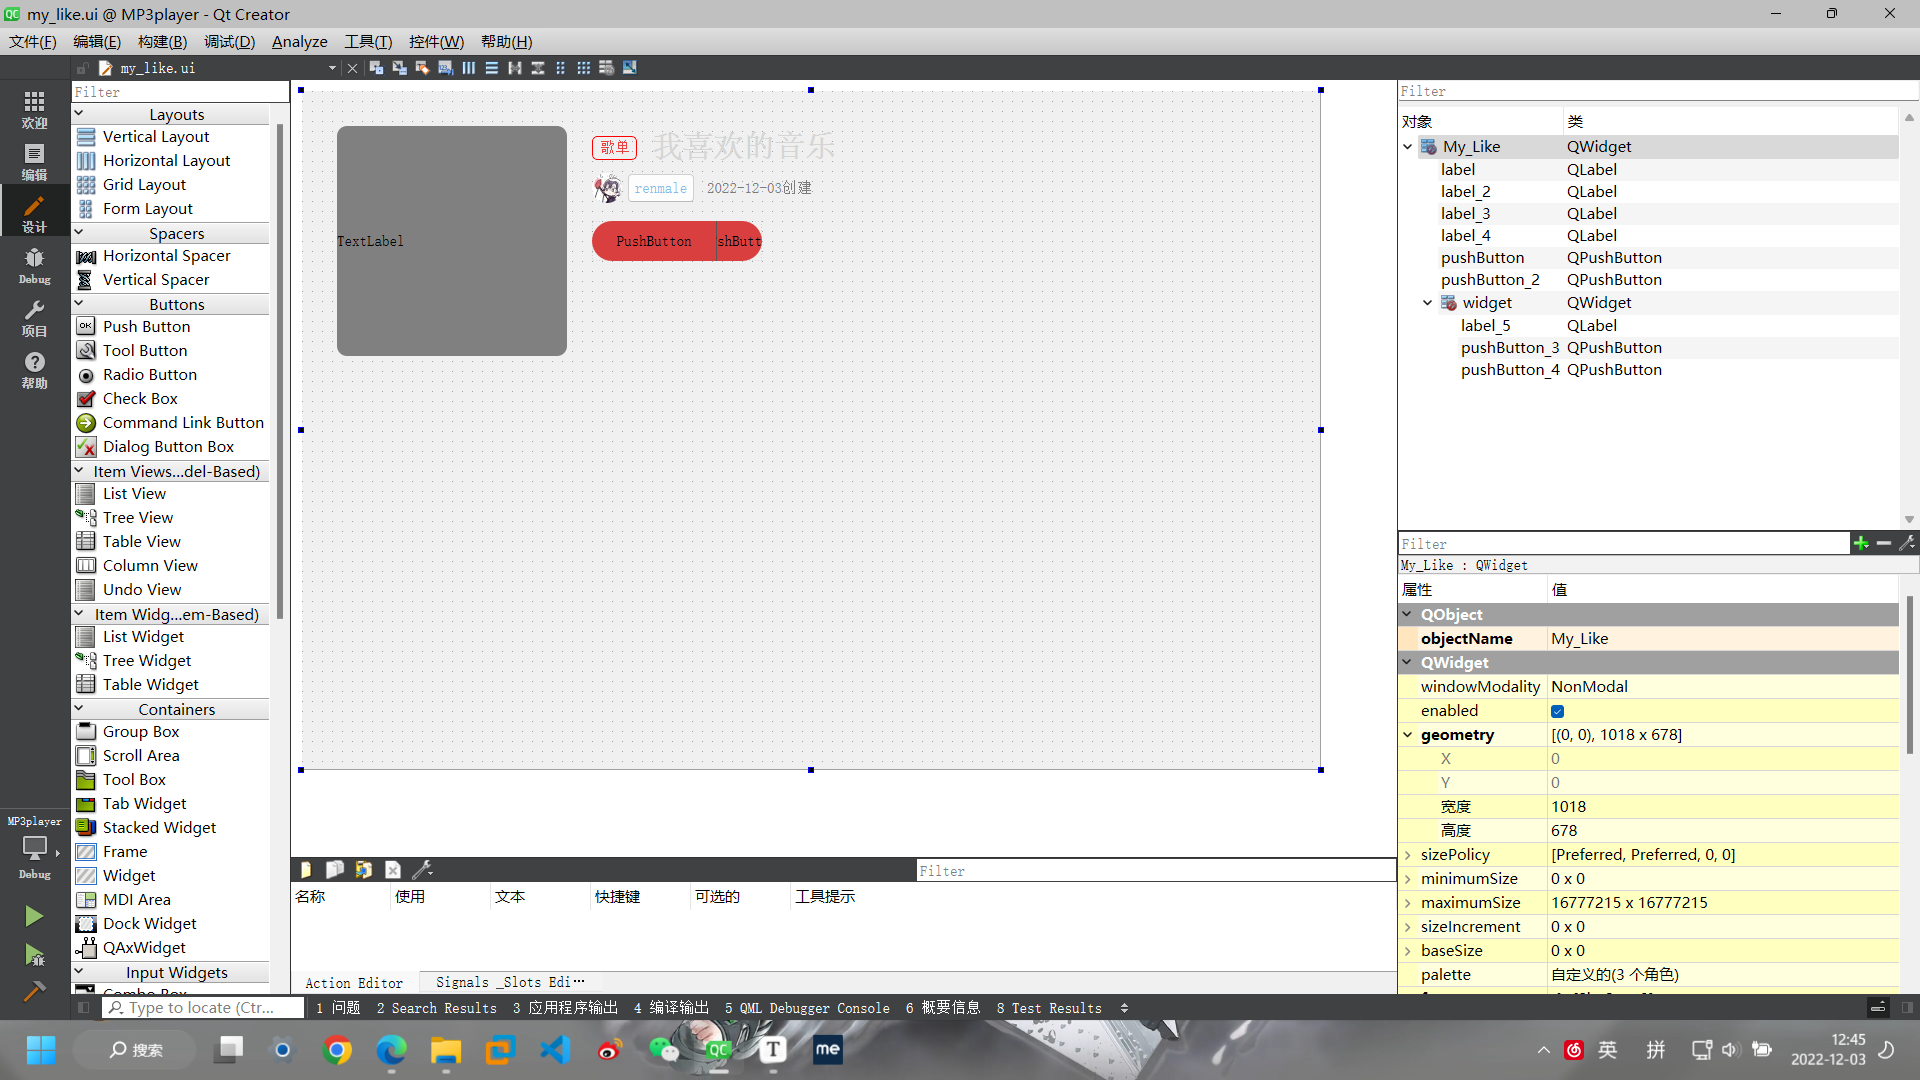 my_like.ui @ MP3player - Qt Creator
文件(F) 编辑(E) 构建(B) 调试(D) Analyze 工具(T) 控件(W) 帮助(H)
my_like.ui
欢迎
编辑
设计
Debug
项目
帮助
MP3player
Debug
Filter
Layouts
Vertical Layout
Horizontal Layout
Grid Layout
Form Layout
Spacers
Horizontal Spacer
Vertical Spacer
Buttons
OK Push Button
Tool Button
Radio Button
Check Box
Command Link Button
Dialog Button Box
Item Views...del-Based)
List View
Tree View
Table View
Column View
Undo View
Item Widg...em-Based)
List Widget
Tree Widget
Table Widget
Containers
Group Box
Scroll Area
Tool Box
Tab Widget
Stacked Widget
Frame
Widget
MDI Area
Dock Widget
QAxWidget
Input Widgets
Combo Box
TextLabel
歌单 我喜欢的音乐
renmale 2022-12-03创建
PushButton shButt
Filter
名称 使用 文本 快捷键 可选的 工具提示
Action Editor Signals _Slots Edi…
Filter
对象 类
My_Like QWidget
label QLabel
label_2 QLabel
label_3 QLabel
label_4 QLabel
pushButton QPushButton
pushButton_2 QPushButton
widget QWidget
label_5 QLabel
pushButton_3 QPushButton
pushButton_4 QPushButton
Filter
My_Like : QWidget
属性 值
QObject
objectName My_Like
QWidget
windowModality NonModal
enabled
geometry [(0, 0), 1018 x 678]
X 0
Y 0
宽度 1018
高度 678
sizePolicy [Preferred, Preferred, 0, 0]
minimumSize 0 x 0
maximumSize 16777215 x 16777215
sizeIncrement 0 x 0
baseSize 0 x 0
palette 自定义的(3 个角色)
Type to locate (Ctr... 1 问题 2 Search Results 3 应用程序输出 4 编译输出 5 QML Debugger Console 6 概要信息 8 Test Results
搜索 QC T me 英 拼 12:45
2022-12-03